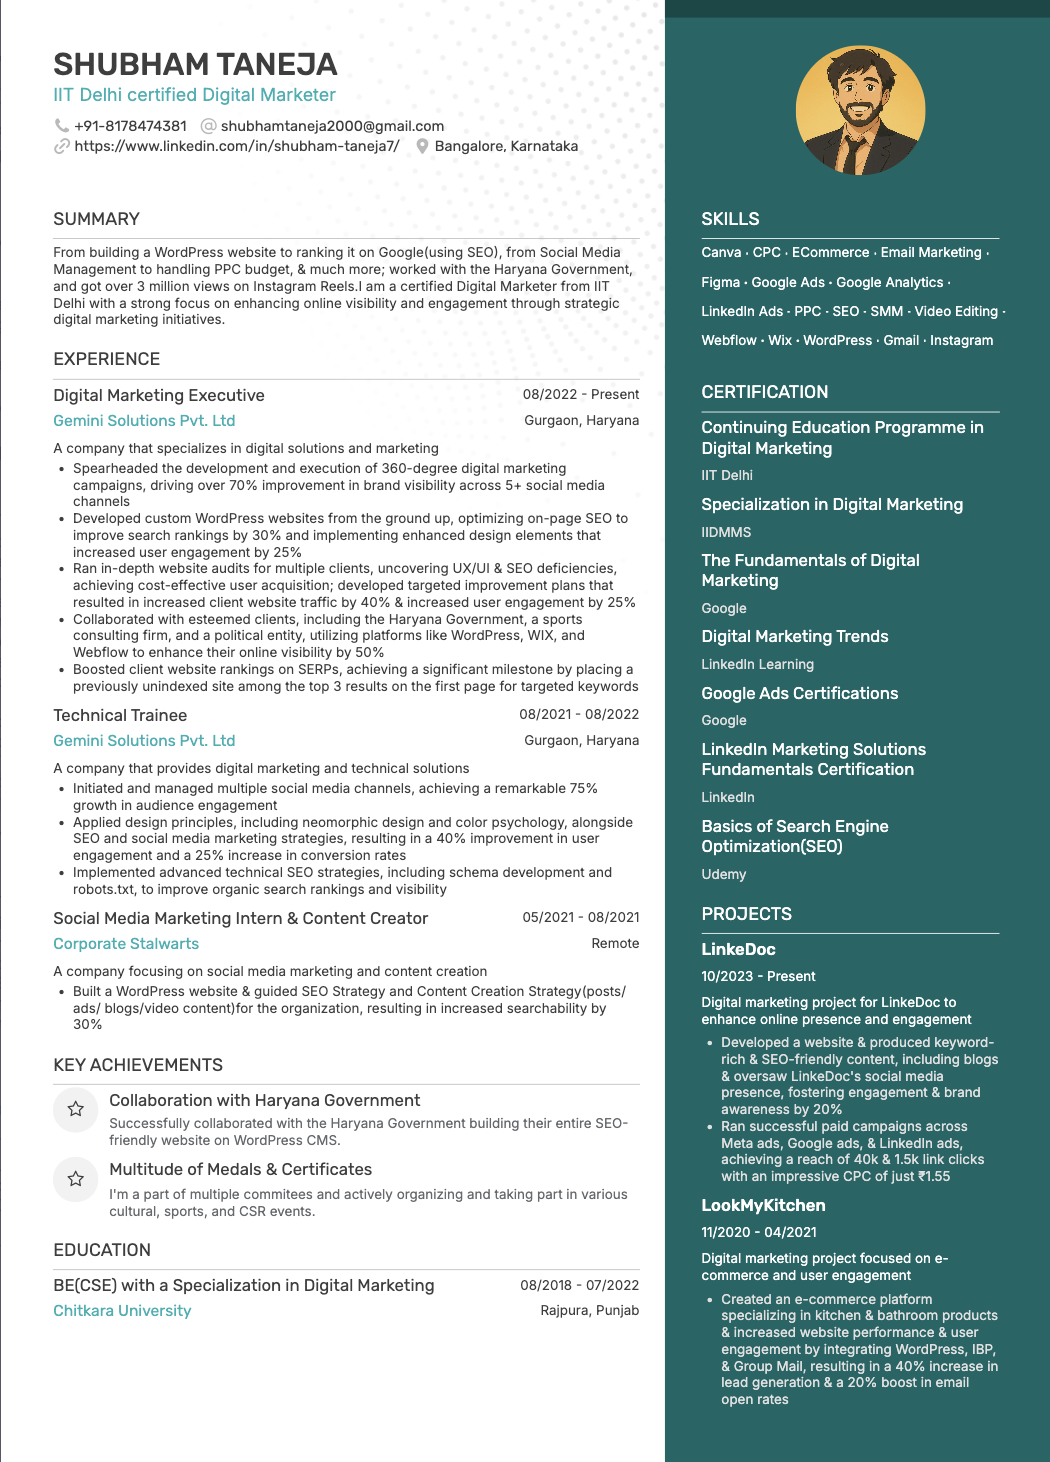 SHUBHAM TANEJA
IIT Delhi certified Digital Marketer
+91-8178474381 shubhamtaneja2000@gmail.com
https://www.linkedin.com/in/shubham-taneja7/ Bangalore, Karnataka
SUMMARY
From building a WordPress website to ranking it on Google(using SEO), from Social Media
Management to handling PPC budget, & much more; worked with the Haryana Government,
and got over 3 million views on Instagram Reels.I am a certified Digital Marketer from IIT
Delhi with a strong focus on enhancing online visibility and engagement through strategic
digital marketing initiatives.
EXPERIENCE
Digital Marketing Executive 08/2022 - Present
Gemini Solutions Pvt. Ltd Gurgaon, Haryana
A company that specializes in digital solutions and marketing
• Spearheaded the development and execution of 360-degree digital marketing
campaigns, driving over 70% improvement in brand visibility across 5+ social media
channels
• Developed custom WordPress websites from the ground up, optimizing on-page SEO to
improve search rankings by 30% and implementing enhanced design elements that
increased user engagement by 25%
• Ran in-depth website audits for multiple clients, uncovering UX/UI & SEO deficiencies,
achieving cost-effective user acquisition; developed targeted improvement plans that
resulted in increased client website traffic by 40% & increased user engagement by 25%
• Collaborated with esteemed clients, including the Haryana Government, a sports
consulting firm, and a political entity, utilizing platforms like WordPress, WIX, and
Webflow to enhance their online visibility by 50%
• Boosted client website rankings on SERPs, achieving a significant milestone by placing a
previously unindexed site among the top 3 results on the first page for targeted keywords
Technical Trainee 08/2021 - 08/2022
Gemini Solutions Pvt. Ltd Gurgaon, Haryana
A company that provides digital marketing and technical solutions
• Initiated and managed multiple social media channels, achieving a remarkable 75%
growth in audience engagement
• Applied design principles, including neomorphic design and color psychology, alongside
SEO and social media marketing strategies, resulting in a 40% improvement in user
engagement and a 25% increase in conversion rates
• Implemented advanced technical SEO strategies, including schema development and
robots.txt, to improve organic search rankings and visibility
Social Media Marketing Intern & Content Creator 05/2021 - 08/2021
Corporate Stalwarts Remote
A company focusing on social media marketing and content creation
• Built a WordPress website & guided SEO Strategy and Content Creation Strategy(posts/
ads/ blogs/video content)for the organization, resulting in increased searchability by
30%
KEY ACHIEVEMENTS
Collaboration with Haryana Government
Successfully collaborated with the Haryana Government building their entire SEO-
friendly website on WordPress CMS.
Multitude of Medals & Certificates
I'm a part of multiple commitees and actively organizing and taking part in various
cultural, sports, and CSR events.
EDUCATION
BE(CSE) with a Specialization in Digital Marketing 08/2018 - 07/2022
Chitkara University Rajpura, Punjab
SKILLS
Canva · CPC · ECommerce · Email Marketing ·
Figma · Google Ads · Google Analytics ·
LinkedIn Ads · PPC · SEO · SMM · Video Editing ·
Webflow · Wix · WordPress · Gmail · Instagram
CERTIFICATION
Continuing Education Programme in
Digital Marketing
IIT Delhi
Specialization in Digital Marketing
IIDMMS
The Fundamentals of Digital
Marketing
Google
Digital Marketing Trends
LinkedIn Learning
Google Ads Certifications
Google
LinkedIn Marketing Solutions
Fundamentals Certification
LinkedIn
Basics of Search Engine
Optimization(SEO)
Udemy
PROJECTS
LinkeDoc
10/2023 - Present
Digital marketing project for LinkeDoc to
enhance online presence and engagement
• Developed a website & produced keyword-
rich & SEO-friendly content, including blogs
& oversaw LinkeDoc's social media
presence, fostering engagement & brand
awareness by 20%
• Ran successful paid campaigns across
Meta ads, Google ads, & LinkedIn ads,
achieving a reach of 40k & 1.5k link clicks
with an impressive CPC of just ₹1.55
LookMyKitchen
11/2020 - 04/2021
Digital marketing project focused on e-
commerce and user engagement
• Created an e-commerce platform
specializing in kitchen & bathroom products
& increased website performance & user
engagement by integrating WordPress, IBP,
& Group Mail, resulting in a 40% increase in
lead generation & a 20% boost in email
open rates